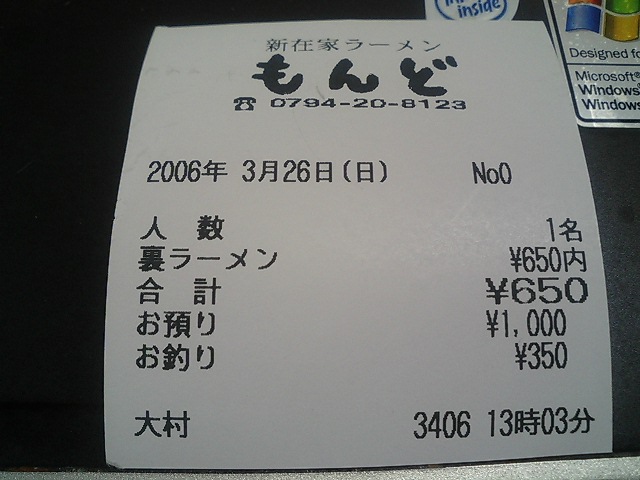 inside
Designed fo
Microsoft®
Windows
Windows
新在家ラーメン
もんど
☎ 0794-20-8123
2006年 3月26日(日) No0
人 数 1名
裏ラーメン ¥650内
合 計 ¥650
お預り ¥1,000
お釣り ¥350
大村 3406 13時03分